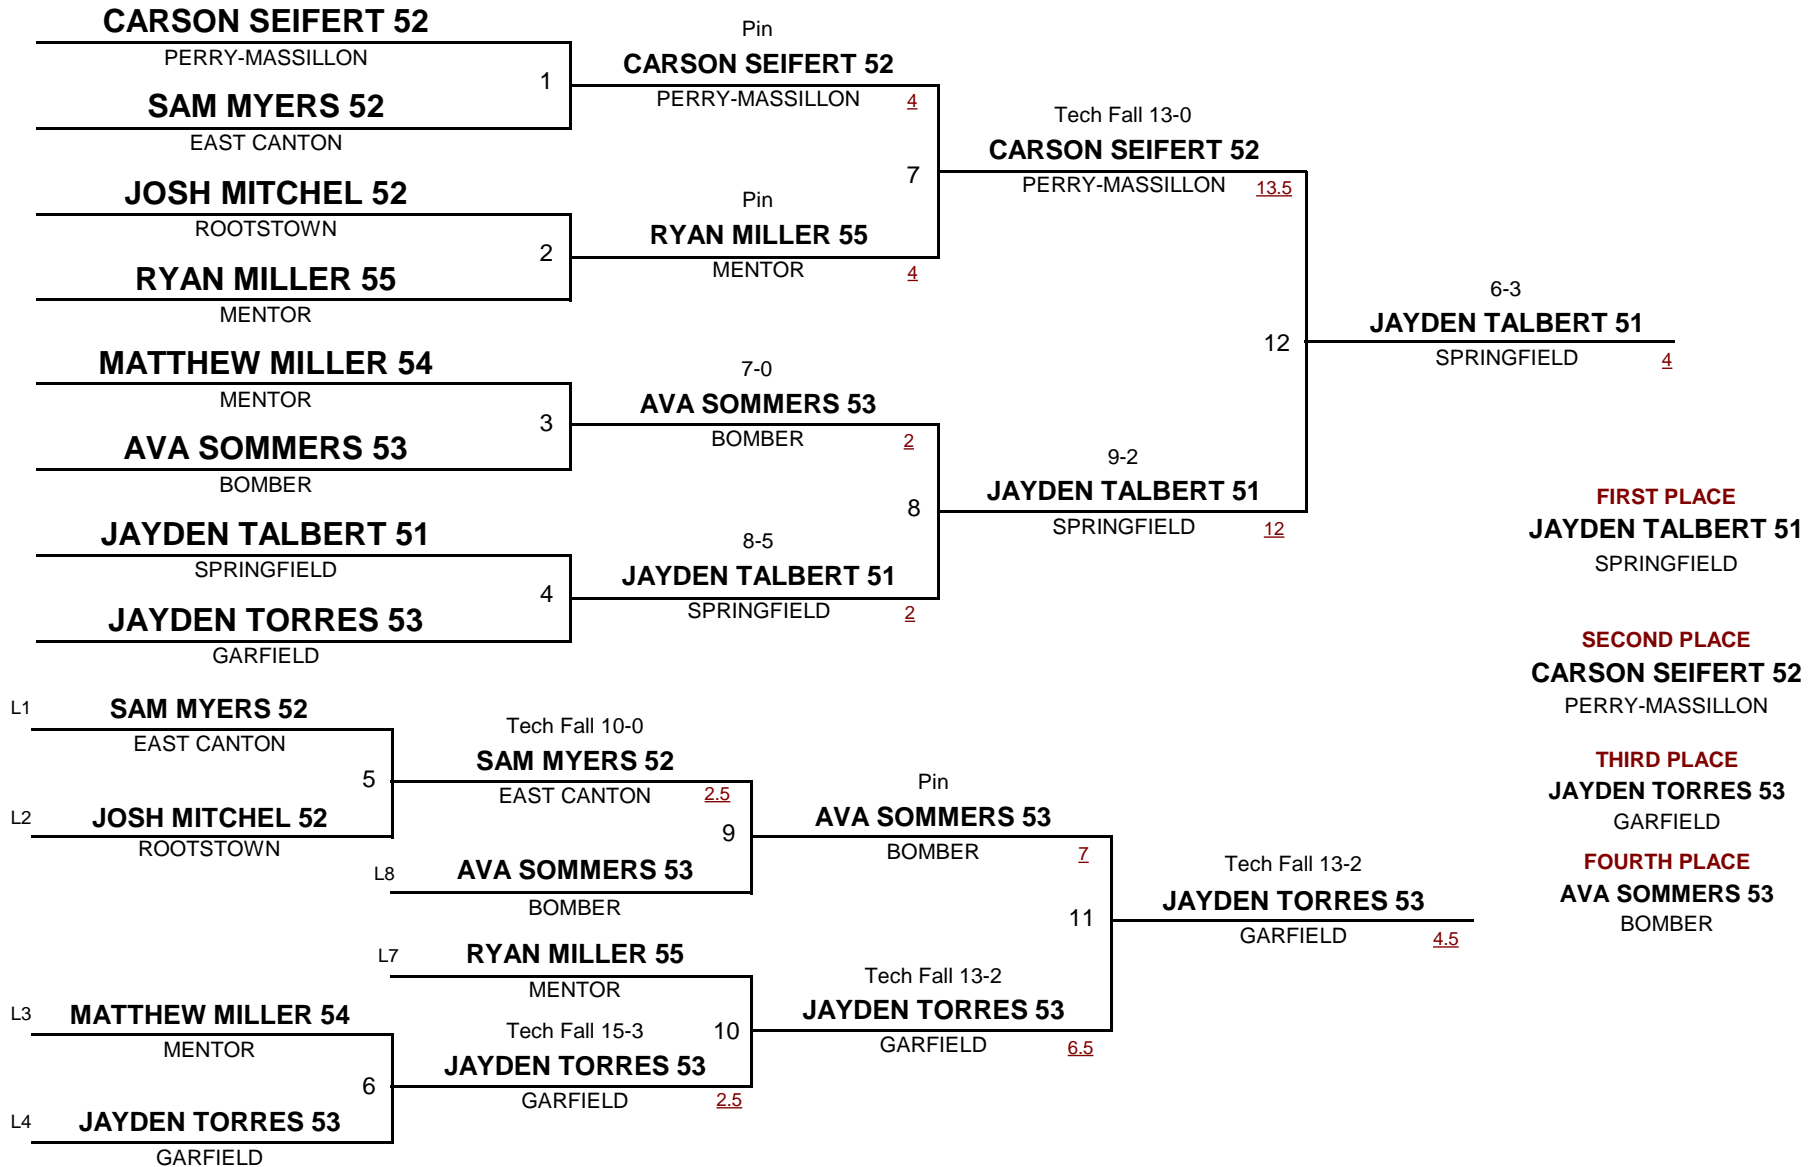 CARSON SEIFERT 52
PERRY-MASSILLON
1
SAM MYERS 52
EAST CANTON
JOSH MITCHEL 52
ROOTSTOWN
2
RYAN MILLER 55
MENTOR
MATTHEW MILLER 54
MENTOR
3
AVA SOMMERS 53
BOMBER
JAYDEN TALBERT 51
SPRINGFIELD
4
JAYDEN TORRES 53
GARFIELD
Pin
CARSON SEIFERT 52
PERRY-MASSILLON 4
7
Pin
RYAN MILLER 55
MENTOR 4
7-0
AVA SOMMERS 53
BOMBER 2
8
8-5
JAYDEN TALBERT 51
SPRINGFIELD 2
Tech Fall 13-0
CARSON SEIFERT 52
PERRY-MASSILLON 13.5
12
9-2
JAYDEN TALBERT 51
SPRINGFIELD 12
6-3
JAYDEN TALBERT 51
SPRINGFIELD 4
FIRST PLACE
JAYDEN TALBERT 51
SPRINGFIELD
SECOND PLACE
CARSON SEIFERT 52
PERRY-MASSILLON
THIRD PLACE
JAYDEN TORRES 53
GARFIELD
FOURTH PLACE
AVA SOMMERS 53
BOMBER
L1 SAM MYERS 52
EAST CANTON
5
L2 JOSH MITCHEL 52
ROOTSTOWN
L3 MATTHEW MILLER 54
MENTOR
6
L4 JAYDEN TORRES 53
GARFIELD
Tech Fall 10-0
SAM MYERS 52
EAST CANTON 2.5
9
L8 AVA SOMMERS 53
BOMBER
L7 RYAN MILLER 55
MENTOR
10
Tech Fall 15-3
JAYDEN TORRES 53
GARFIELD 2.5
Pin
AVA SOMMERS 53
BOMBER 7
11
Tech Fall 13-2
JAYDEN TORRES 53
GARFIELD 6.5
Tech Fall 13-2
JAYDEN TORRES 53
GARFIELD 4.5